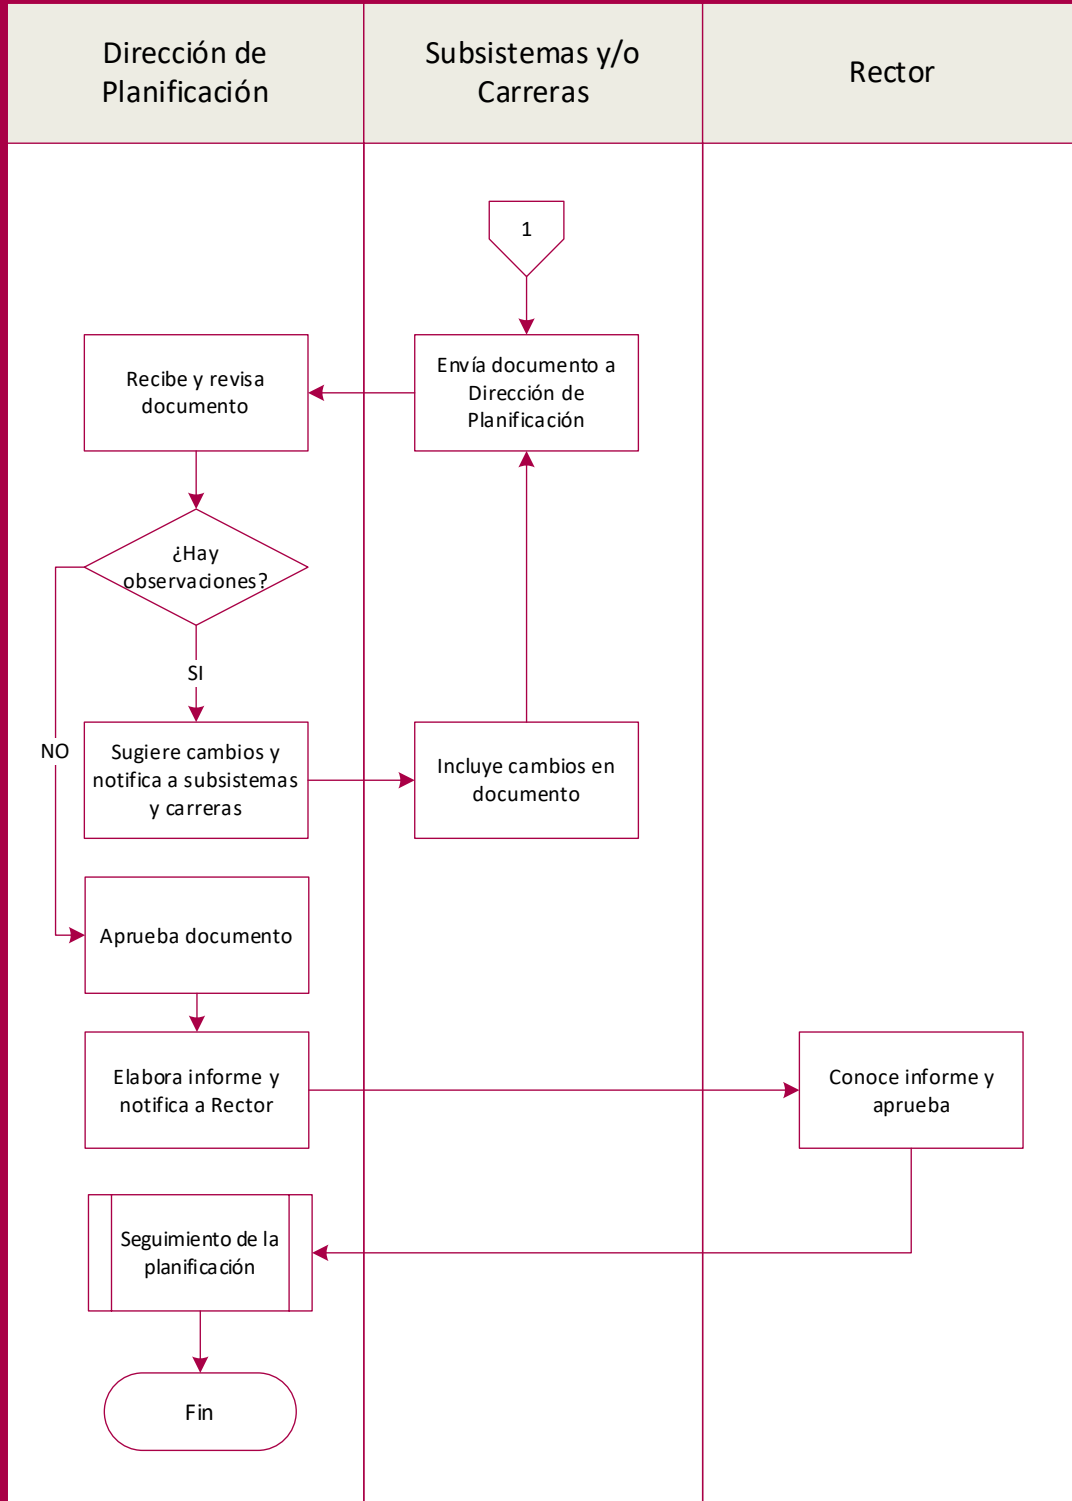 Dirección de
Planificación
Subsistemas y/o
Carreras
Rector
1
Recibe y revisa
documento
Envía documento a
Dirección de
Planificación
¿Hay
observaciones?
SI
NO
Sugiere cambios y
notifica a subsistemas
y carreras
Incluye cambios en
documento
Aprueba documento
Elabora informe y
notifica a Rector
Conoce informe y
aprueba
Seguimiento de la
planificación
Fin